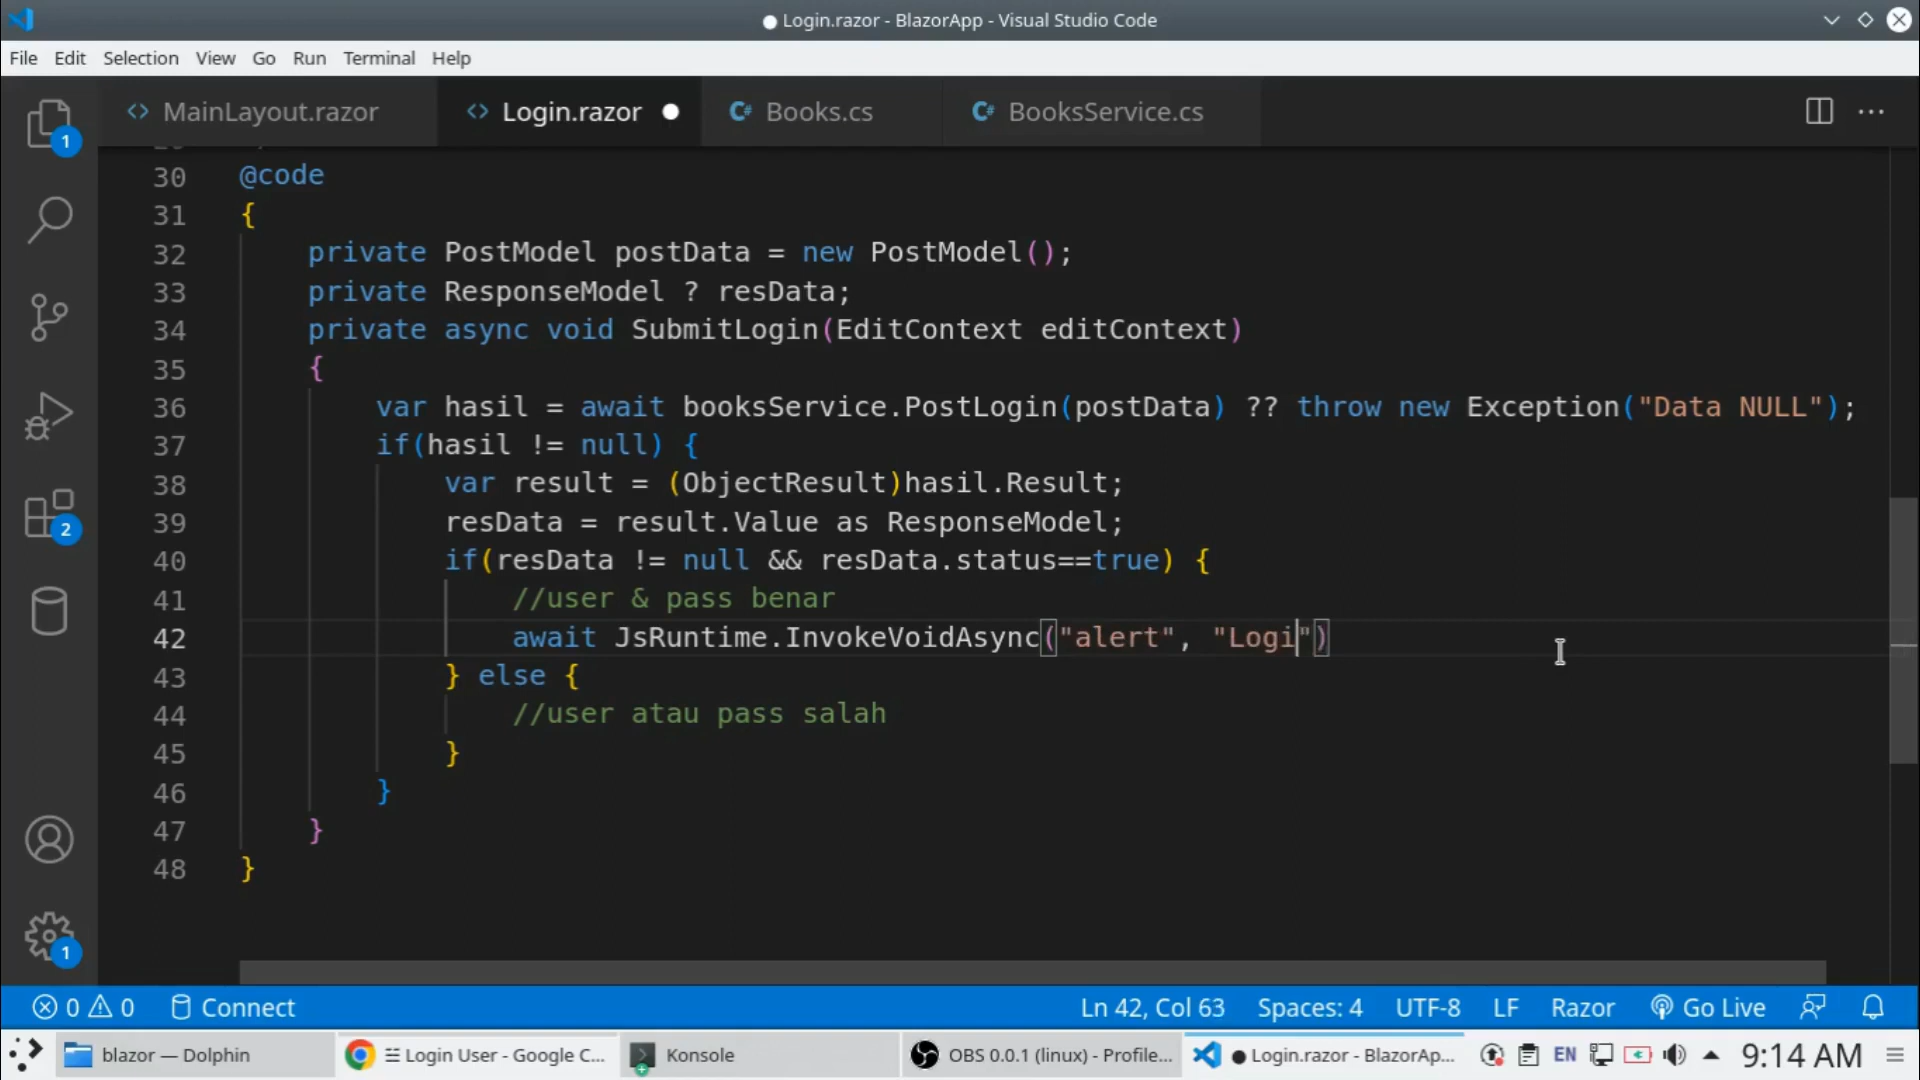 Login.razor - BlazorApp - Visual Studio Code
File Edit Selection View Go Run Terminal Help
MainLayout.razor Login.razor C# Books.cs C# BooksService.cs
1
30 @code
31 {
32 private PostModel postData = new PostModel();
33 private ResponseModel ? resData;
34 private async void SubmitLogin(EditContext editContext)
35 {
36 var hasil = await booksService.PostLogin(postData) ?? throw new Exception("Data NULL");
37 if(hasil != null) {
38 var result = (ObjectResult)hasil.Result;
39 resData = result.Value as ResponseModel;
40 if(resData != null && resData.status==true) {
41 //user & pass benar
42 await JsRuntime.InvokeVoidAsync("alert", "Logi")
43 } else {
44 //user atau pass salah
45 }
46 }
47 }
48 }
2
1
0 0 Connect Ln 42, Col 63 Spaces: 4 UTF-8 LF Razor Go Live
blazor — Dolphin Login User - Google C... Konsole OBS 0.0.1 (linux) - Profile... Login.razor - BlazorAp... EN 9:14 AM